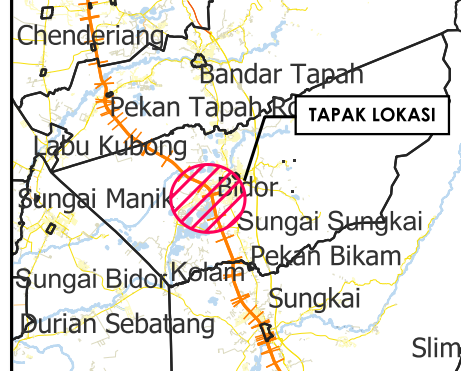 Chenderiang
Bandar Tapah
Pekan Tapah
TAPAK LOKASI
Labu Kubong
Bidor
Sungai Manik
Sungai Sungkai
Pekan Bikam
Sungai Bidor
Kolam
Sungkai
Durian Sebatang
Slim